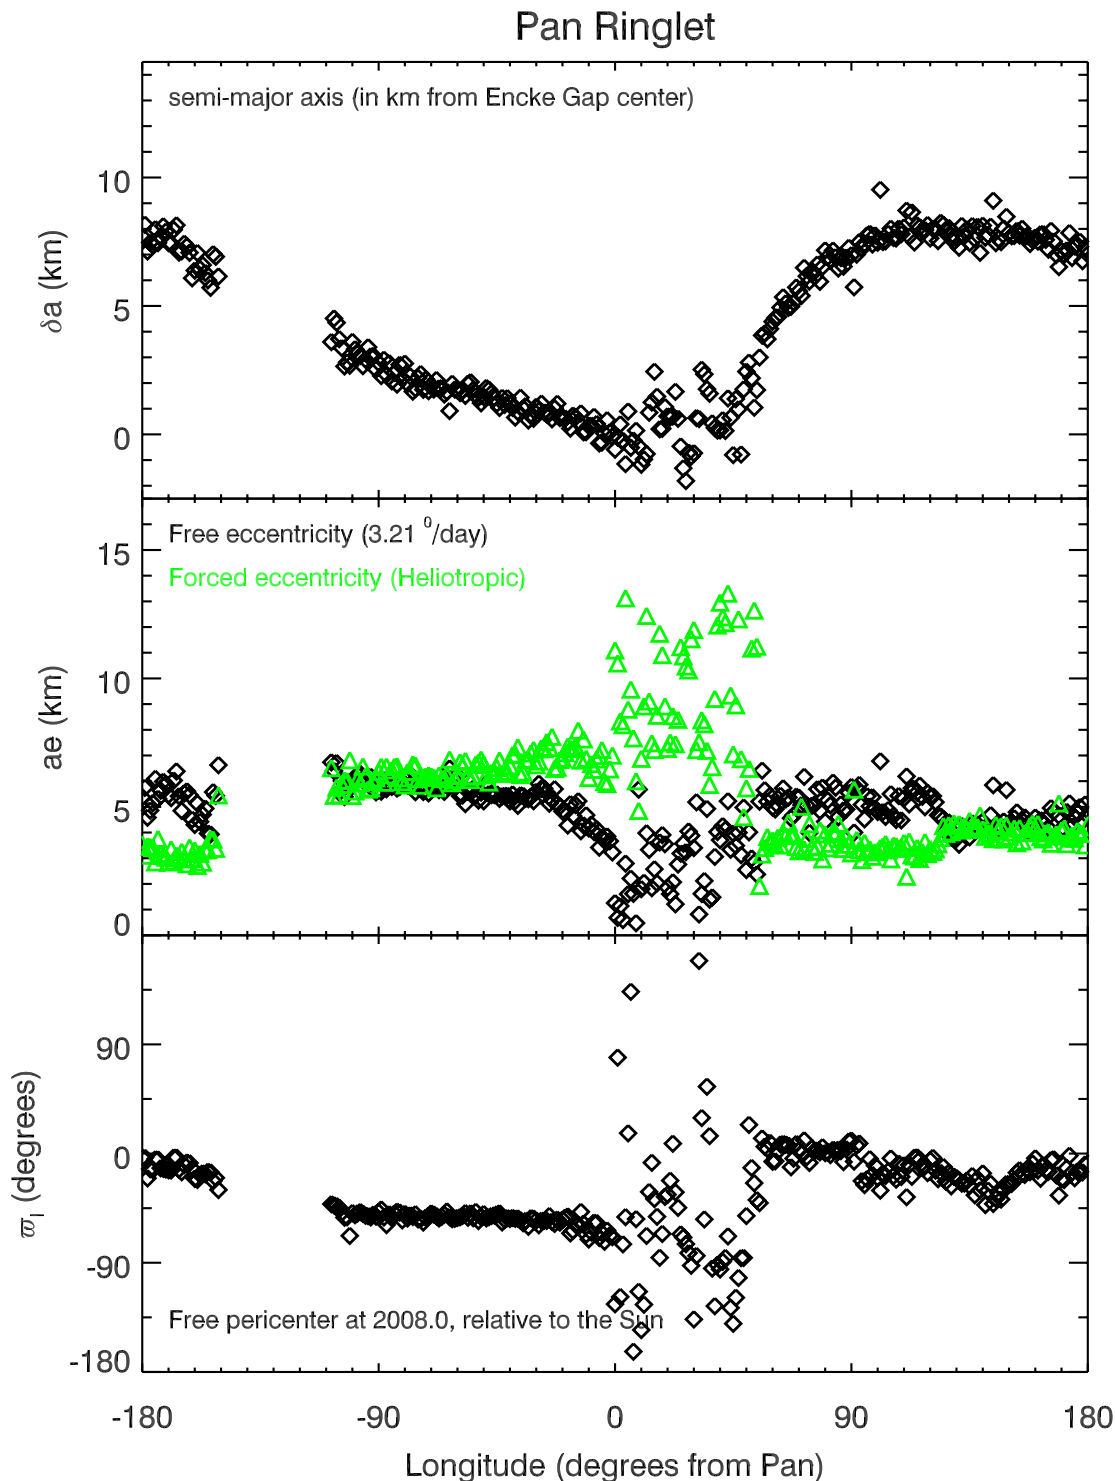 Pan Ringlet
semi-major axis (in km from Encke Gap center)
10
5
0
δa (km)
Free eccentricity (3.21 °/day)
Forced eccentricity (Heliotropic)
15
10
5
0
ae (km)
90
0
-90
-180
ϖl (degrees)
Free pericenter at 2008.0, relative to the Sun
-180 -90 0 90 180
Longitude (degrees from Pan)